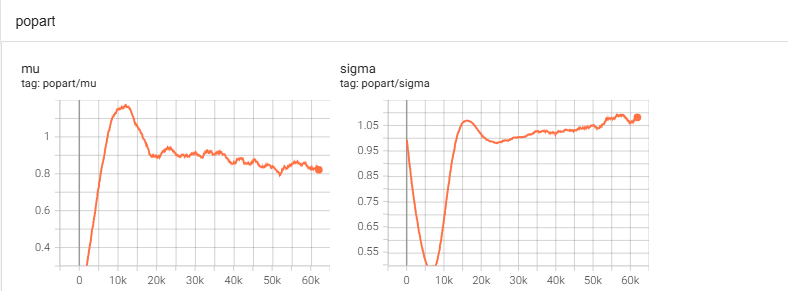 popart
mu
tag: popart/mu
1
0.8
0.6
0.4
0 10k 20k 30k 40k 50k 60k
sigma
tag: popart/sigma
1.05
0.95
0.85
0.75
0.65
0.55
0 10k 20k 30k 40k 50k 60k